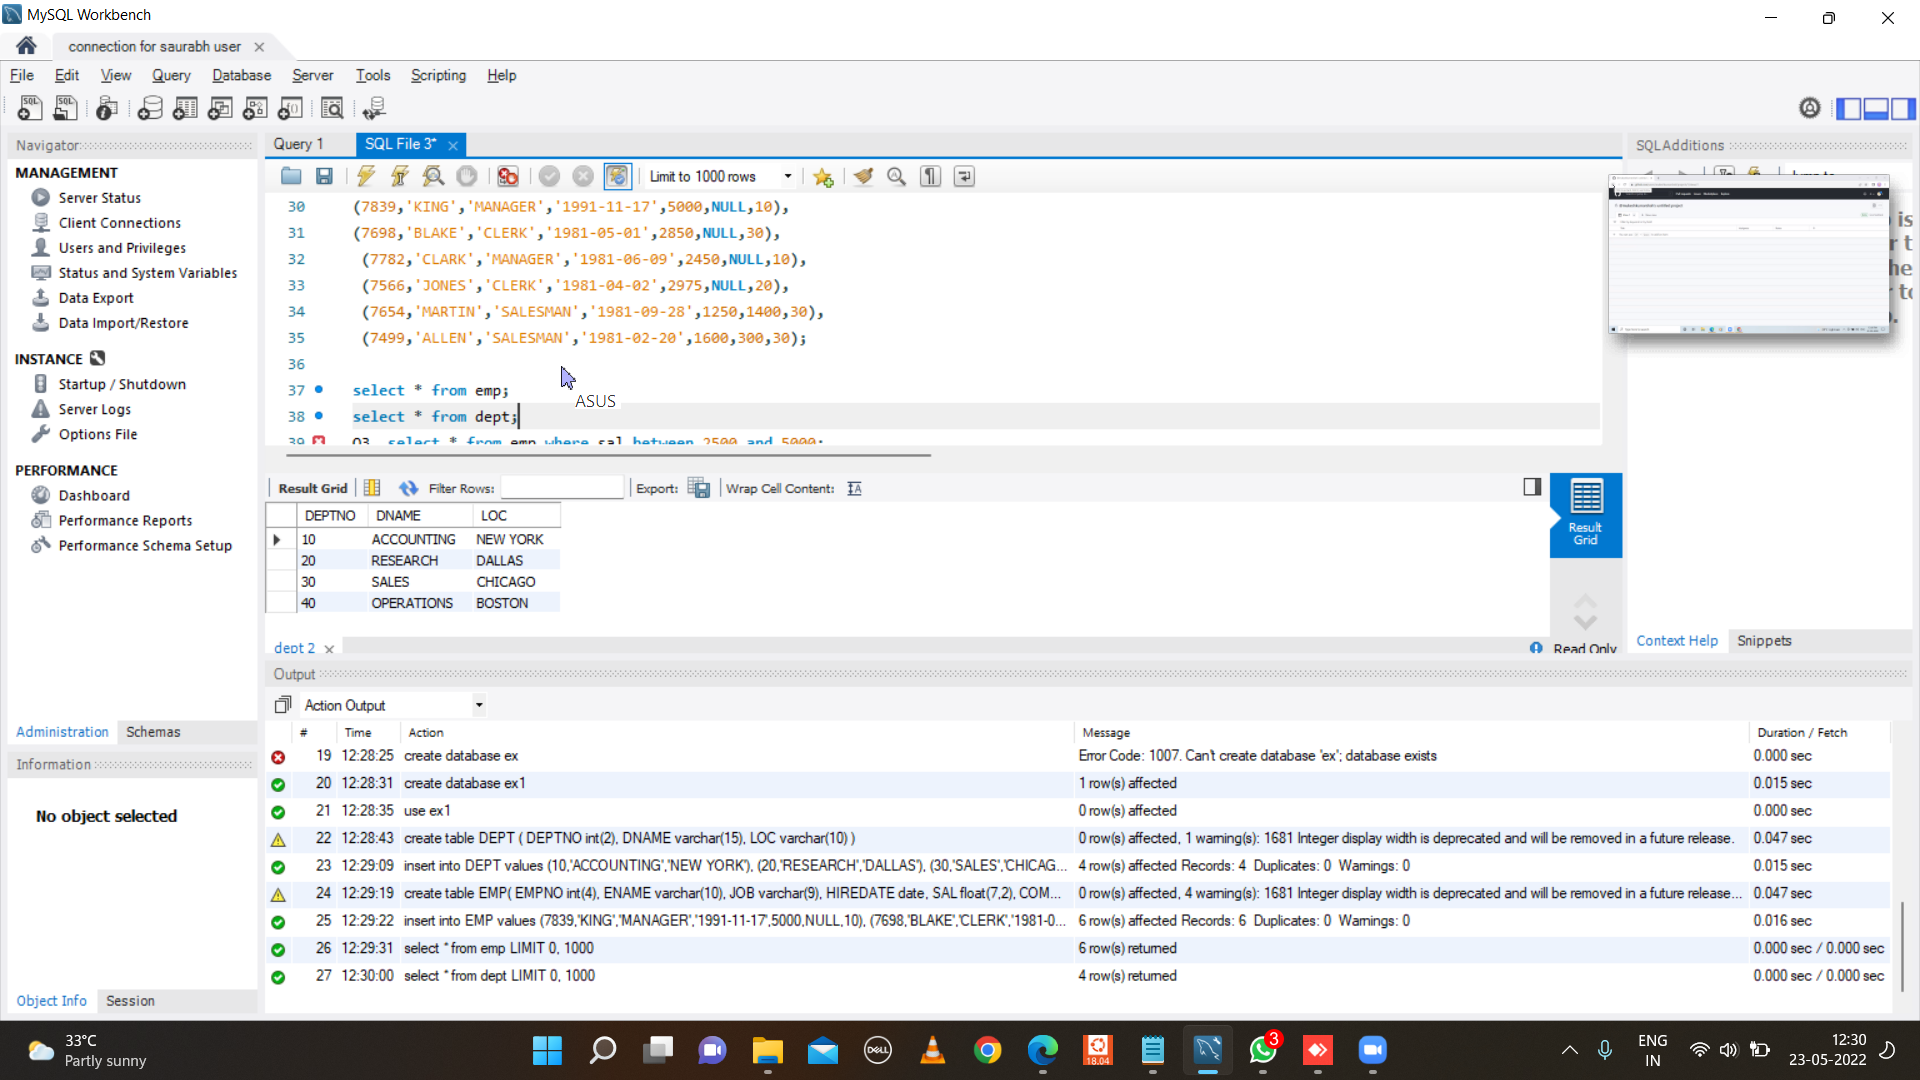 MySQL Workbench
connection for saurabh user
File Edit View Query Database Server Tools Scripting Help
Navigator
MANAGEMENT
Server Status
Client Connections
Users and Privileges
Status and System Variables
Data Export
Data Import/Restore
INSTANCE
Startup / Shutdown
Server Logs
Options File
PERFORMANCE
Dashboard
Performance Reports
Performance Schema Setup
Administration Schemas
Information
No object selected
Object Info Session
Query 1 SQL File 3*
Limit to 1000 rows
30 (7839,'KING','MANAGER','1991-11-17',5000,NULL,10),
31 (7698,'BLAKE','CLERK','1981-05-01',2850,NULL,30),
32 (7782,'CLARK','MANAGER','1981-06-09',2450,NULL,10),
33 (7566,'JONES','CLERK','1981-04-02',2975,NULL,20),
34 (7654,'MARTIN','SALESMAN','1981-09-28',1250,1400,30),
35 (7499,'ALLEN','SALESMAN','1981-02-20',1600,300,30);
36
37 select * from emp;
ASUS
38 select * from dept;
39 Q3. select * from emp where sal between 2500 and 5000;
Result Grid Filter Rows: Export: Wrap Cell Content:
DEPTNO DNAME LOC
10 ACCOUNTING NEW YORK
20 RESEARCH DALLAS
30 SALES CHICAGO
40 OPERATIONS BOSTON
Result
Grid
dept 2 Read Only
SQLAdditions
Context Help Snippets
Output
Action Output
# Time Action Message Duration / Fetch
19 12:28:25 create database ex Error Code: 1007. Can't create database 'ex'; database exists 0.000 sec
20 12:28:31 create database ex1 1 row(s) affected 0.015 sec
21 12:28:35 use ex1 0 row(s) affected 0.000 sec
22 12:28:43 create table DEPT ( DEPTNO int(2), DNAME varchar(15), LOC varchar(10) ) 0 row(s) affected, 1 warning(s): 1681 Integer display width is deprecated and will be removed in a future release. 0.047 sec
23 12:29:09 insert into DEPT values (10,'ACCOUNTING','NEW YORK'), (20,'RESEARCH','DALLAS'), (30,'SALES','CHICAG... 4 row(s) affected Records: 4 Duplicates: 0 Warnings: 0 0.015 sec
24 12:29:19 create table EMP( EMPNO int(4), ENAME varchar(10), JOB varchar(9), HIREDATE date, SAL float(7,2), COM... 0 row(s) affected, 4 warning(s): 1681 Integer display width is deprecated and will be removed in a future release... 0.047 sec
25 12:29:22 insert into EMP values (7839,'KING','MANAGER','1991-11-17',5000,NULL,10), (7698,'BLAKE','CLERK','1981-0... 6 row(s) affected Records: 6 Duplicates: 0 Warnings: 0 0.016 sec
26 12:29:31 select * from emp LIMIT 0, 1000 6 row(s) returned 0.000 sec / 0.000 sec
27 12:30:00 select * from dept LIMIT 0, 1000 4 row(s) returned 0.000 sec / 0.000 sec
33°C
Partly sunny
DELL
18.04
3
ENG
IN
12:30
23-05-2022